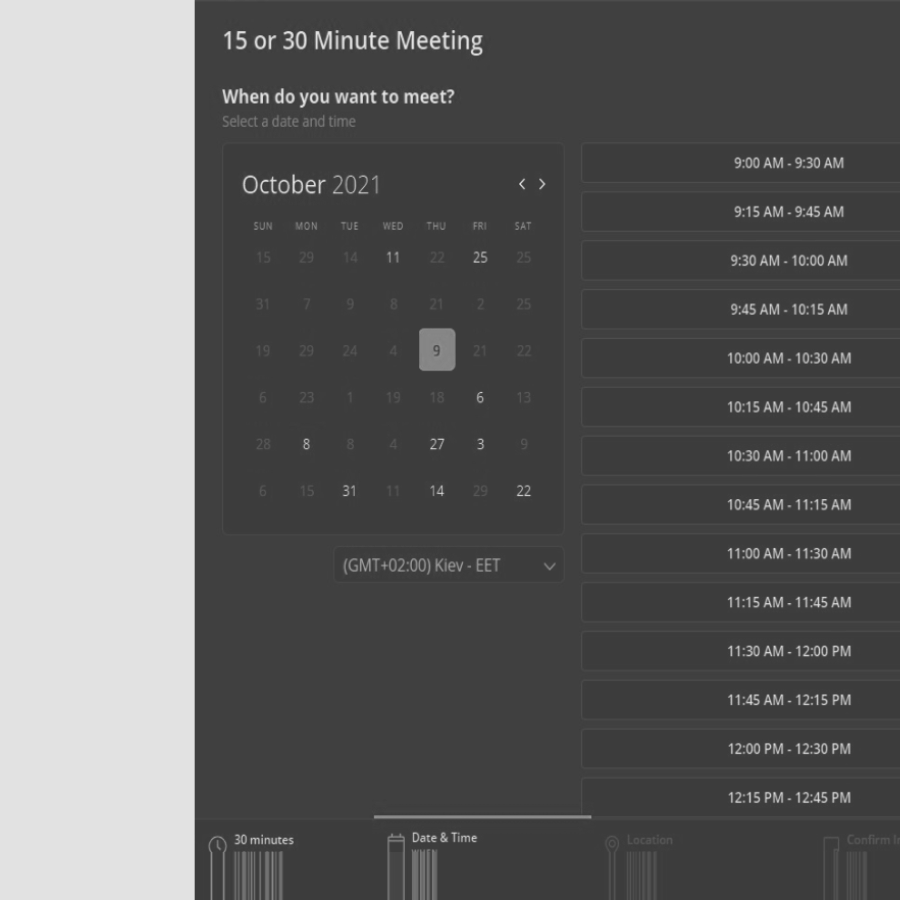 15 or 30 Minute Meeting
When do you want to meet?
Select a date and time
October 2021
SUN MON TUE WED THU FRI SAT
15 29 14 11 22 25 25
31 7 9 8 21 2 25
19 29 24 4 9 21 22
6 23 1 19 18 6 13
28 8 8 4 27 3 9
6 15 31 11 14 29 22
(GMT+02:00) Kiev - EET
9:00 AM - 9:30 AM
9:15 AM - 9:45 AM
9:30 AM - 10:00 AM
9:45 AM - 10:15 AM
10:00 AM - 10:30 AM
10:15 AM - 10:45 AM
10:30 AM - 11:00 AM
10:45 AM - 11:15 AM
11:00 AM - 11:30 AM
11:15 AM - 11:45 AM
11:30 AM - 12:00 PM
11:45 AM - 12:15 PM
12:00 PM - 12:30 PM
12:15 PM - 12:45 PM
30 minutes
Date & Time
Location
Confirm